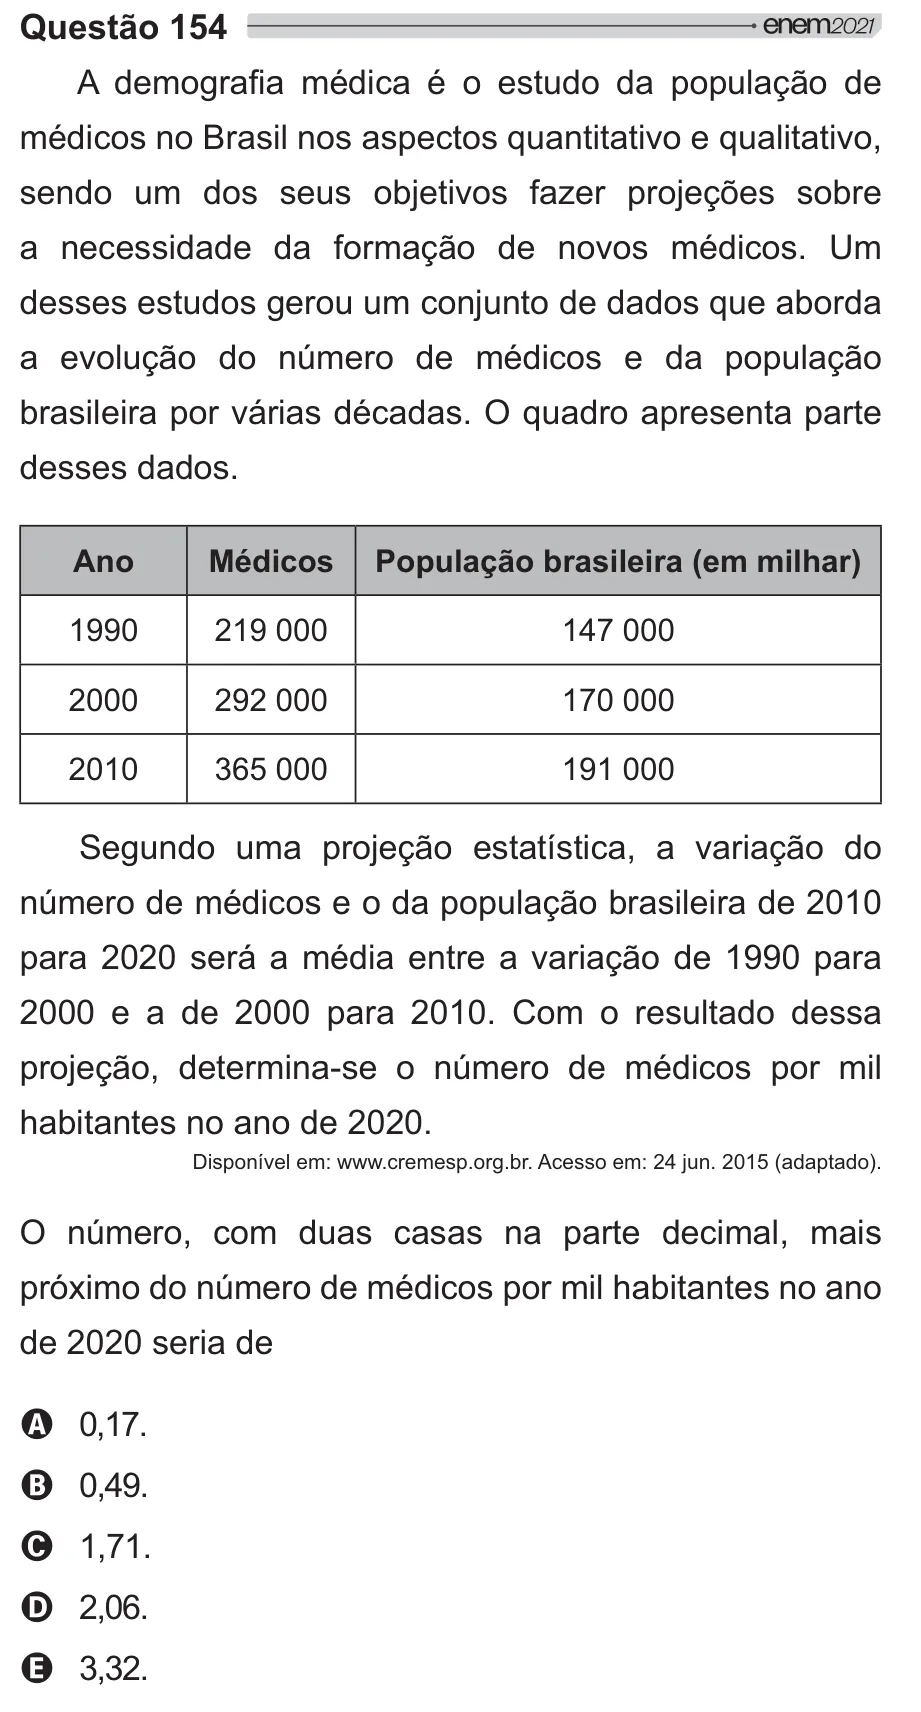 Questão 154 enem2021
A demografia médica é o estudo da população de
médicos no Brasil nos aspectos quantitativo e qualitativo,
sendo um dos seus objetivos fazer projeções sobre
a necessidade da formação de novos médicos. Um
desses estudos gerou um conjunto de dados que aborda
a evolução do número de médicos e da população
brasileira por várias décadas. O quadro apresenta parte
desses dados.
Ano Médicos População brasileira (em milhar)
1990 219 000 147 000
2000 292 000 170 000
2010 365 000 191 000
Segundo uma projeção estatística, a variação do
número de médicos e o da população brasileira de 2010
para 2020 será a média entre a variação de 1990 para
2000 e a de 2000 para 2010. Com o resultado dessa
projeção, determina-se o número de médicos por mil
habitantes no ano de 2020.
Disponível em: www.cremesp.org.br. Acesso em: 24 jun. 2015 (adaptado).
O número, com duas casas na parte decimal, mais
próximo do número de médicos por mil habitantes no ano
de 2020 seria de
A 0,17.
B 0,49.
C 1,71.
D 2,06.
E 3,32.